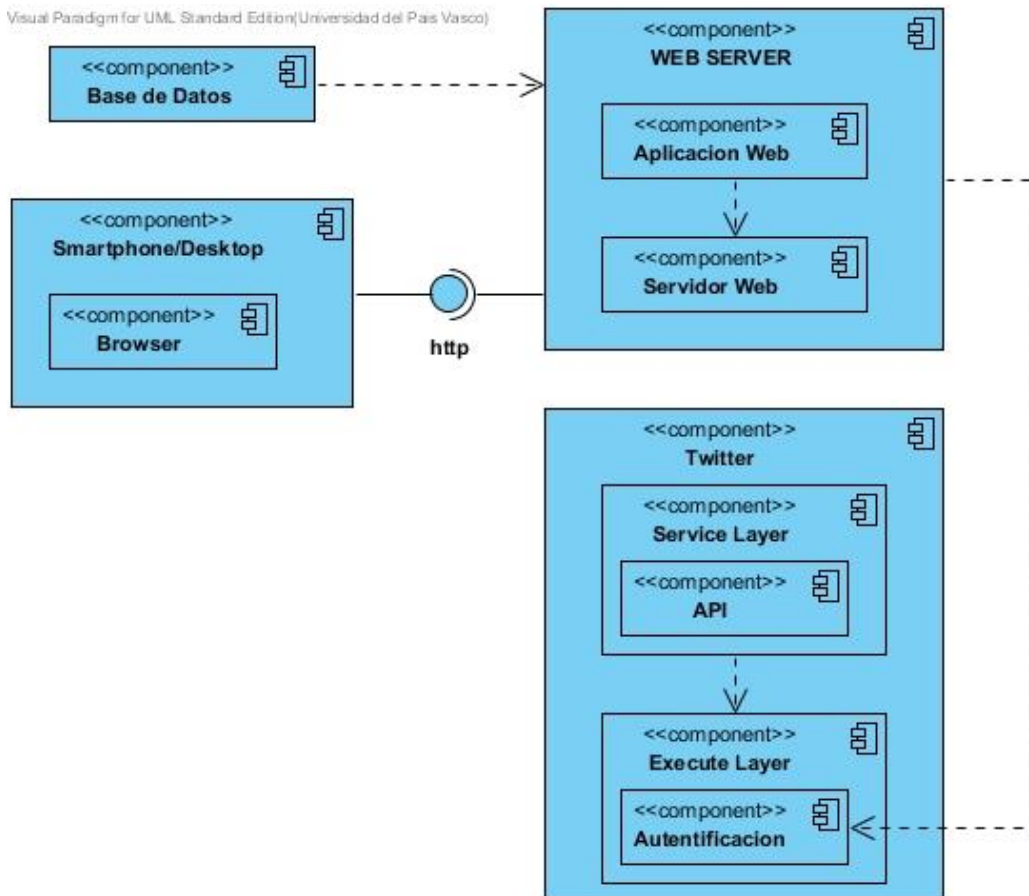 Visual Paradigm for UML Standard Edition(Universidad del Pais Vasco)
<<component>>
Base de Datos
<<component>>
WEB SERVER
<<component>>
Aplicacion Web
<<component>>
Servidor Web
<<component>>
Smartphone/Desktop
<<component>>
Browser
http
<<component>>
Twitter
<<component>>
Service Layer
<<component>>
API
<<component>>
Execute Layer
<<component>>
Autentificacion